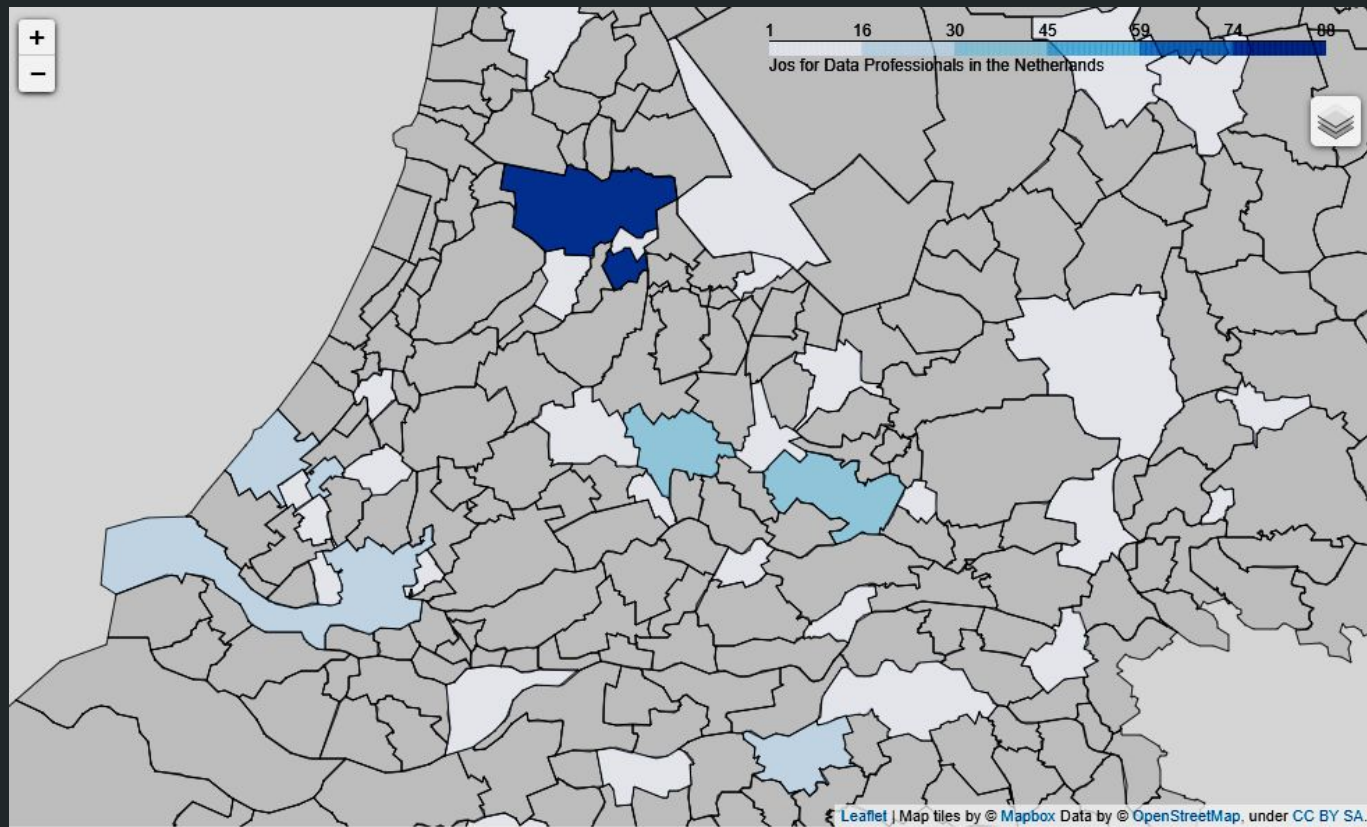 +
−
1 16 30 45 59 74 88
Jos for Data Professionals in the Netherlands
Leaflet | Map tiles by © Mapbox Data by © OpenStreetMap, under CC BY SA.